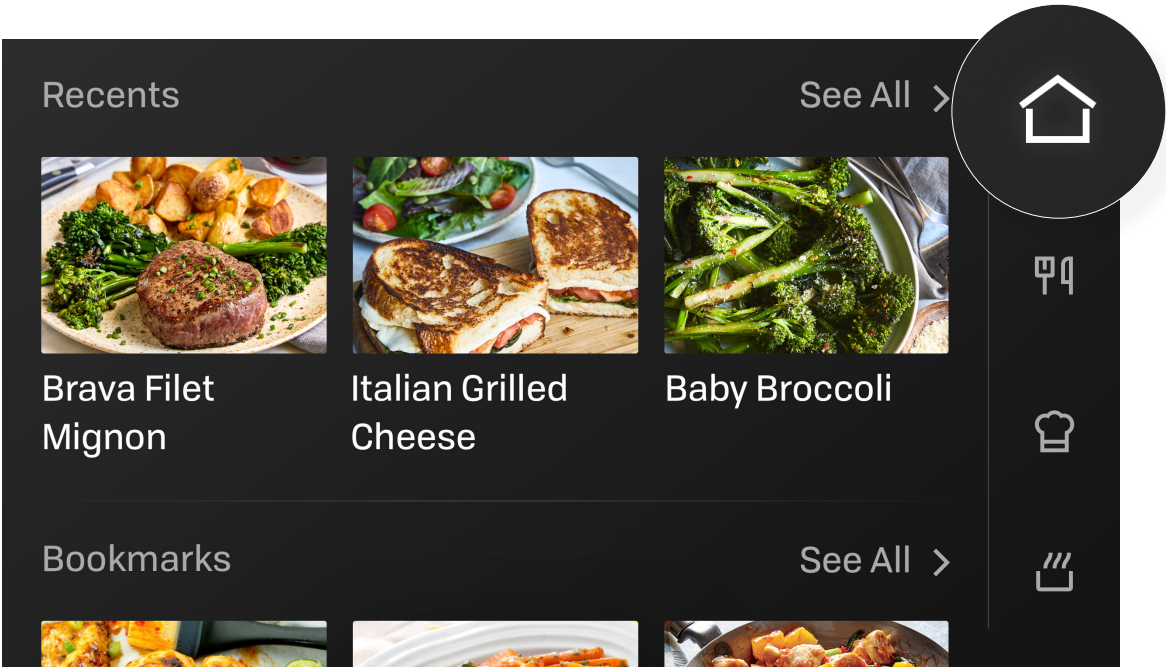 Recents
See All
Brava Filet
Mignon
Italian Grilled
Cheese
Baby Broccoli
Bookmarks
See All